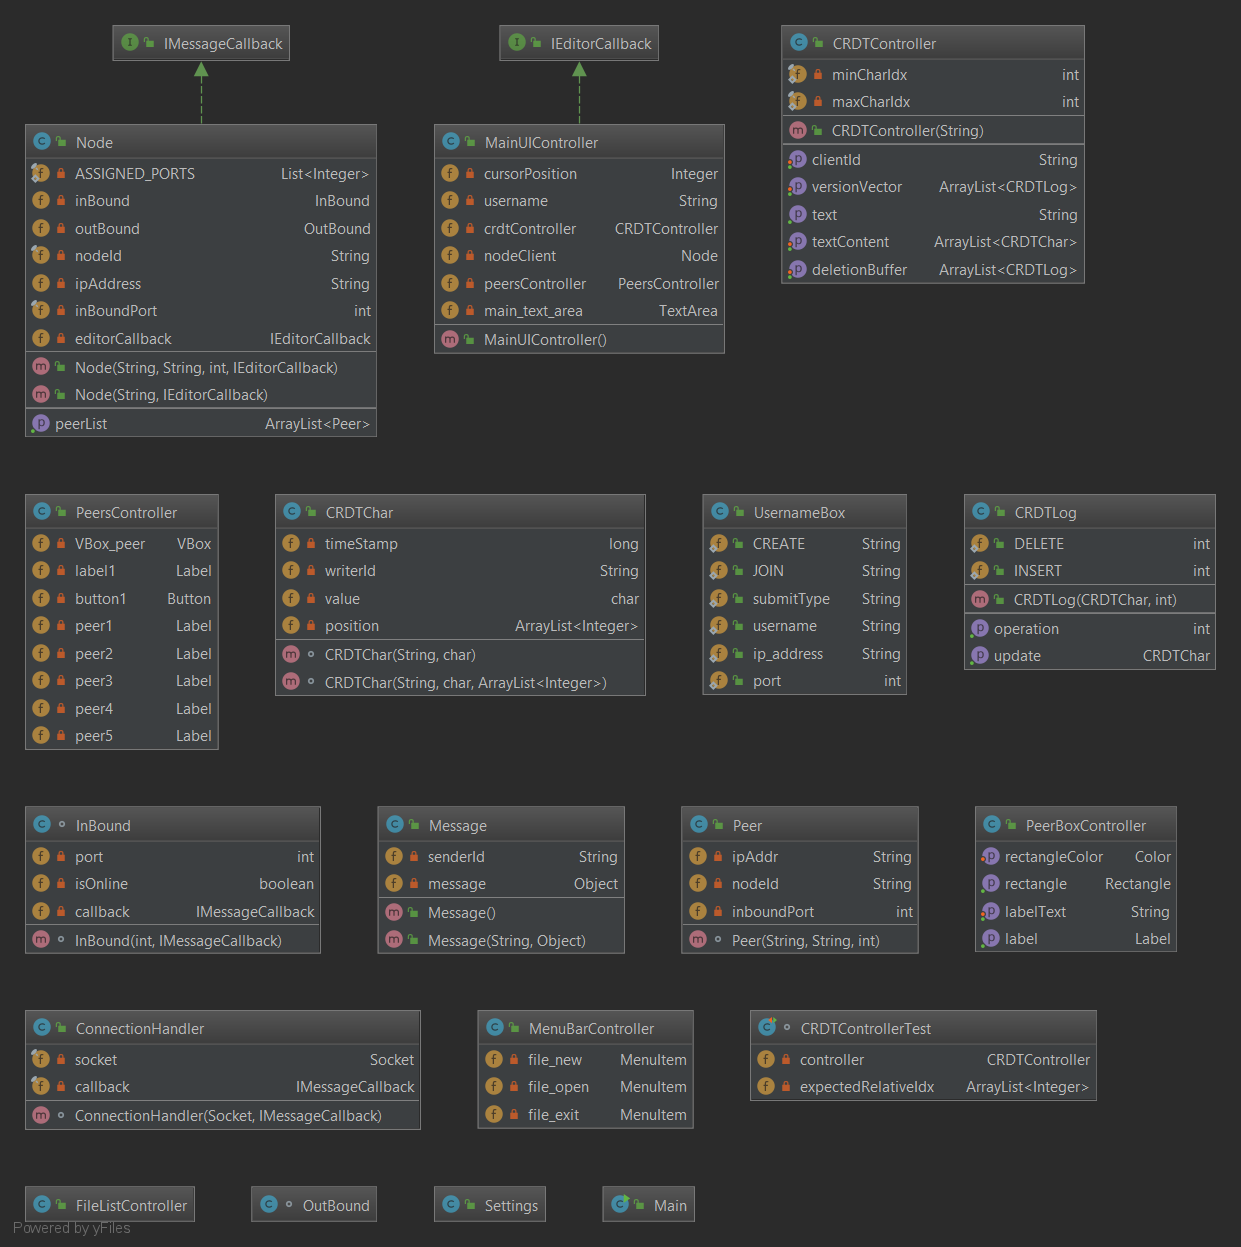 IMessageCallback
IEditorCallback
CRDTController
minCharIdx int
maxCharIdx int
CRDTController(String)
clientId String
versionVector ArrayList<CRDTLog>
text String
textContent ArrayList<CRDTChar>
deletionBuffer ArrayList<CRDTLog>
Node
ASSIGNED_PORTS List<Integer>
inBound InBound
outBound OutBound
nodeId String
ipAddress String
inBoundPort int
editorCallback IEditorCallback
Node(String, String, int, IEditorCallback)
Node(String, IEditorCallback)
peerList ArrayList<Peer>
MainUIController
cursorPosition Integer
username String
crdtController CRDTController
nodeClient Node
peersController PeersController
main_text_area TextArea
MainUIController()
PeersController
VBox_peer VBox
label1 Label
button1 Button
peer1 Label
peer2 Label
peer3 Label
peer4 Label
peer5 Label
CRDTChar
timeStamp long
writerId String
value char
position ArrayList<Integer>
CRDTChar(String, char)
CRDTChar(String, char, ArrayList<Integer>)
UsernameBox
CREATE String
JOIN String
submitType String
username String
ip_address String
port int
CRDTLog
DELETE int
INSERT int
CRDTLog(CRDTChar, int)
operation int
update CRDTChar
InBound
port int
isOnline boolean
callback IMessageCallback
InBound(int, IMessageCallback)
Message
senderId String
message Object
Message()
Message(String, Object)
Peer
ipAddr String
nodeId String
inboundPort int
Peer(String, String, int)
PeerBoxController
rectangleColor Color
rectangle Rectangle
labelText String
label Label
ConnectionHandler
socket Socket
callback IMessageCallback
ConnectionHandler(Socket, IMessageCallback)
MenuBarController
file_new MenuItem
file_open MenuItem
file_exit MenuItem
CRDTControllerTest
controller CRDTController
expectedRelativeIdx ArrayList<Integer>
FileListController
OutBound
Settings
Main
Powered by yFiles